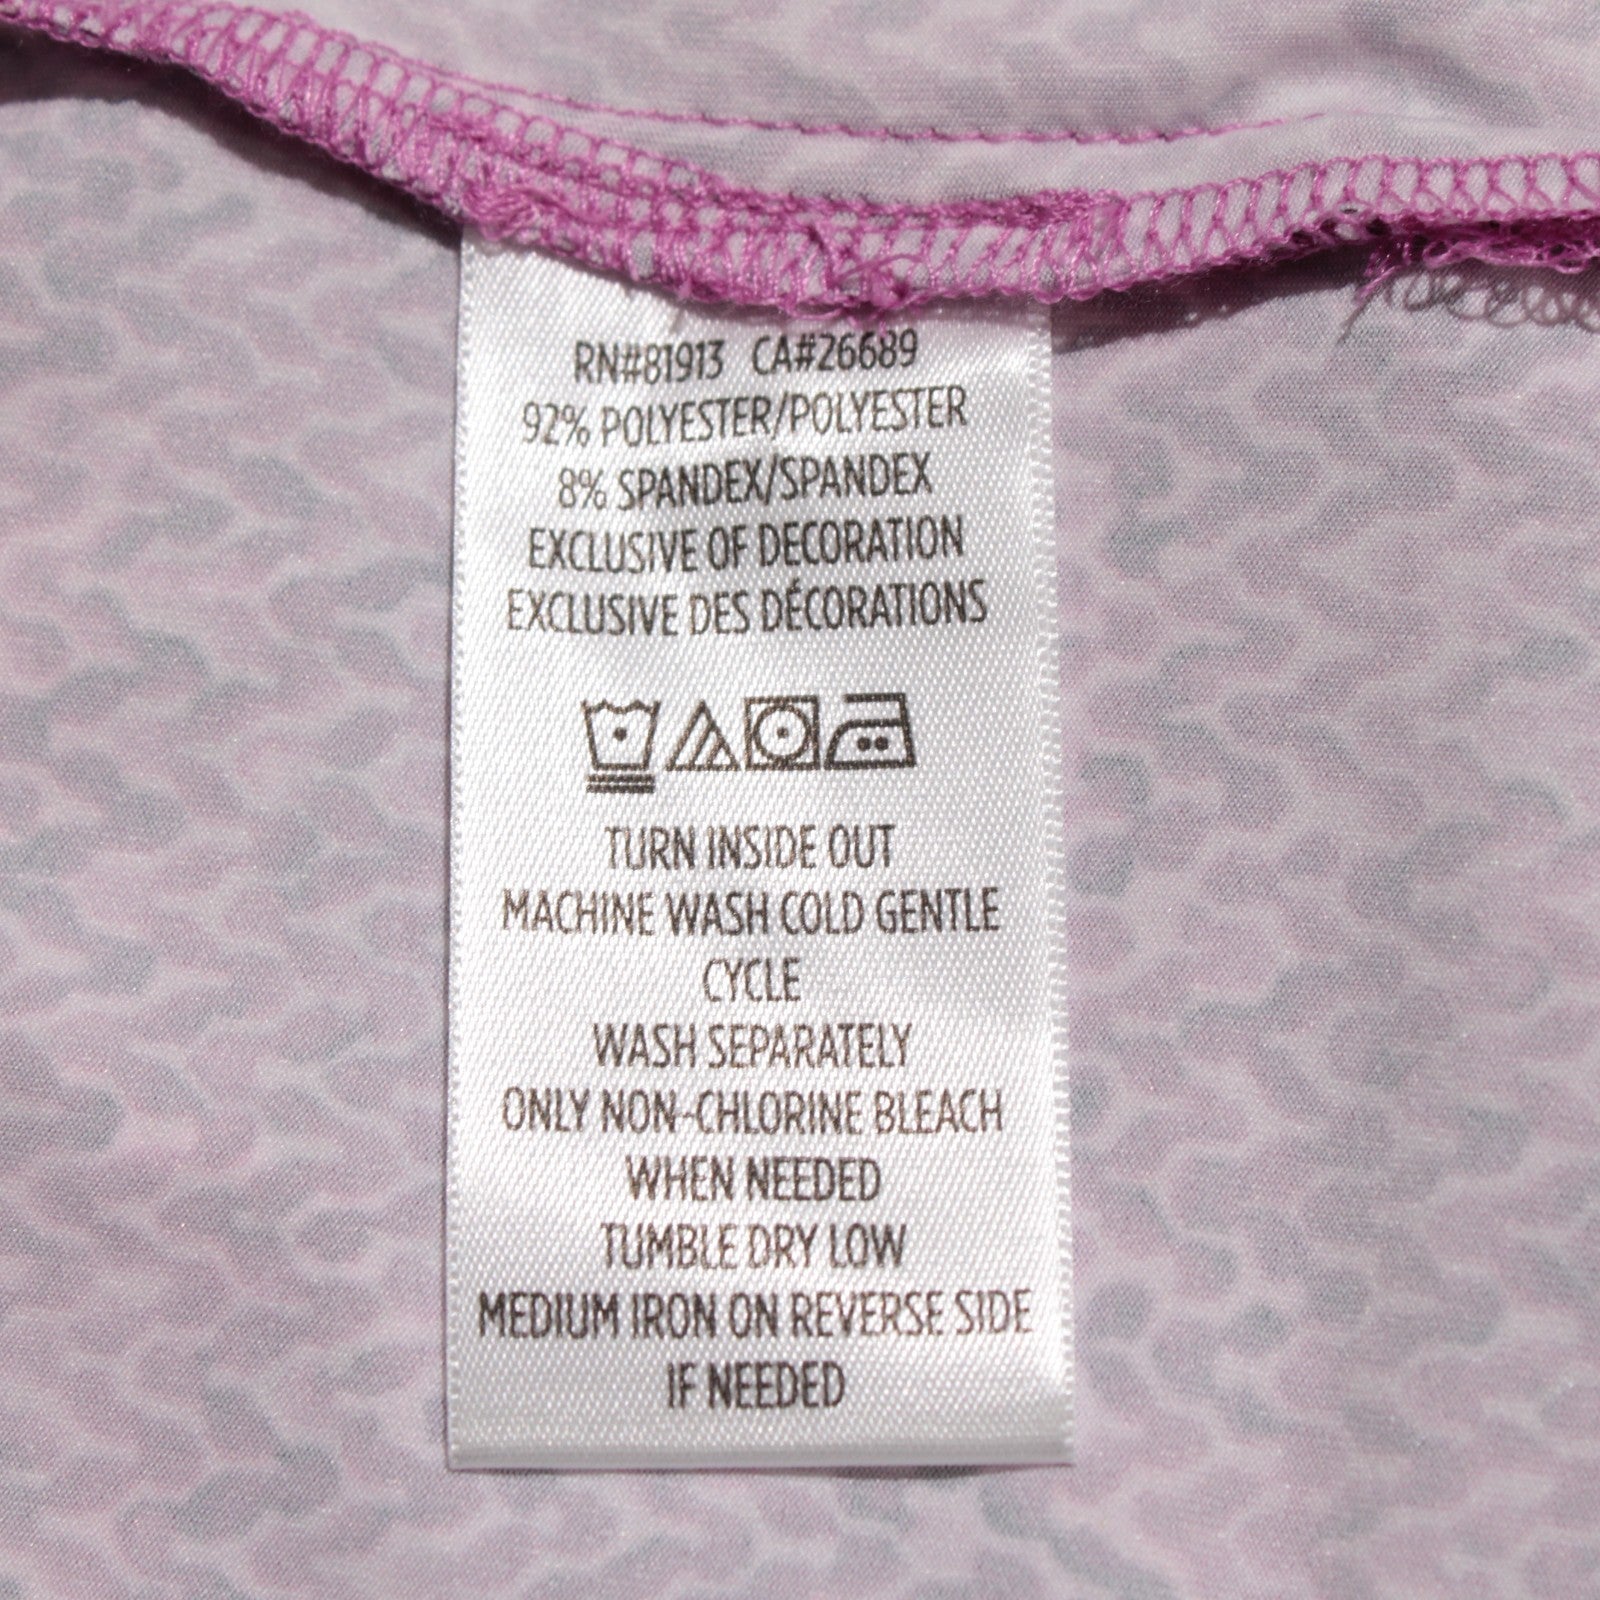 RN#81913 CA#26689
92% POLYESTER/POLYESTER
8% SPANDEX/SPANDEX
EXCLUSIVE OF DECORATION
EXCLUSIVE DES DÉCORATIONS
TURN INSIDE OUT
MACHINE WASH COLD GENTLE
CYCLE
WASH SEPARATELY
ONLY NON-CHLORINE BLEACH
WHEN NEEDED
TUMBLE DRY LOW
MEDIUM IRON ON REVERSE SIDE
IF NEEDED